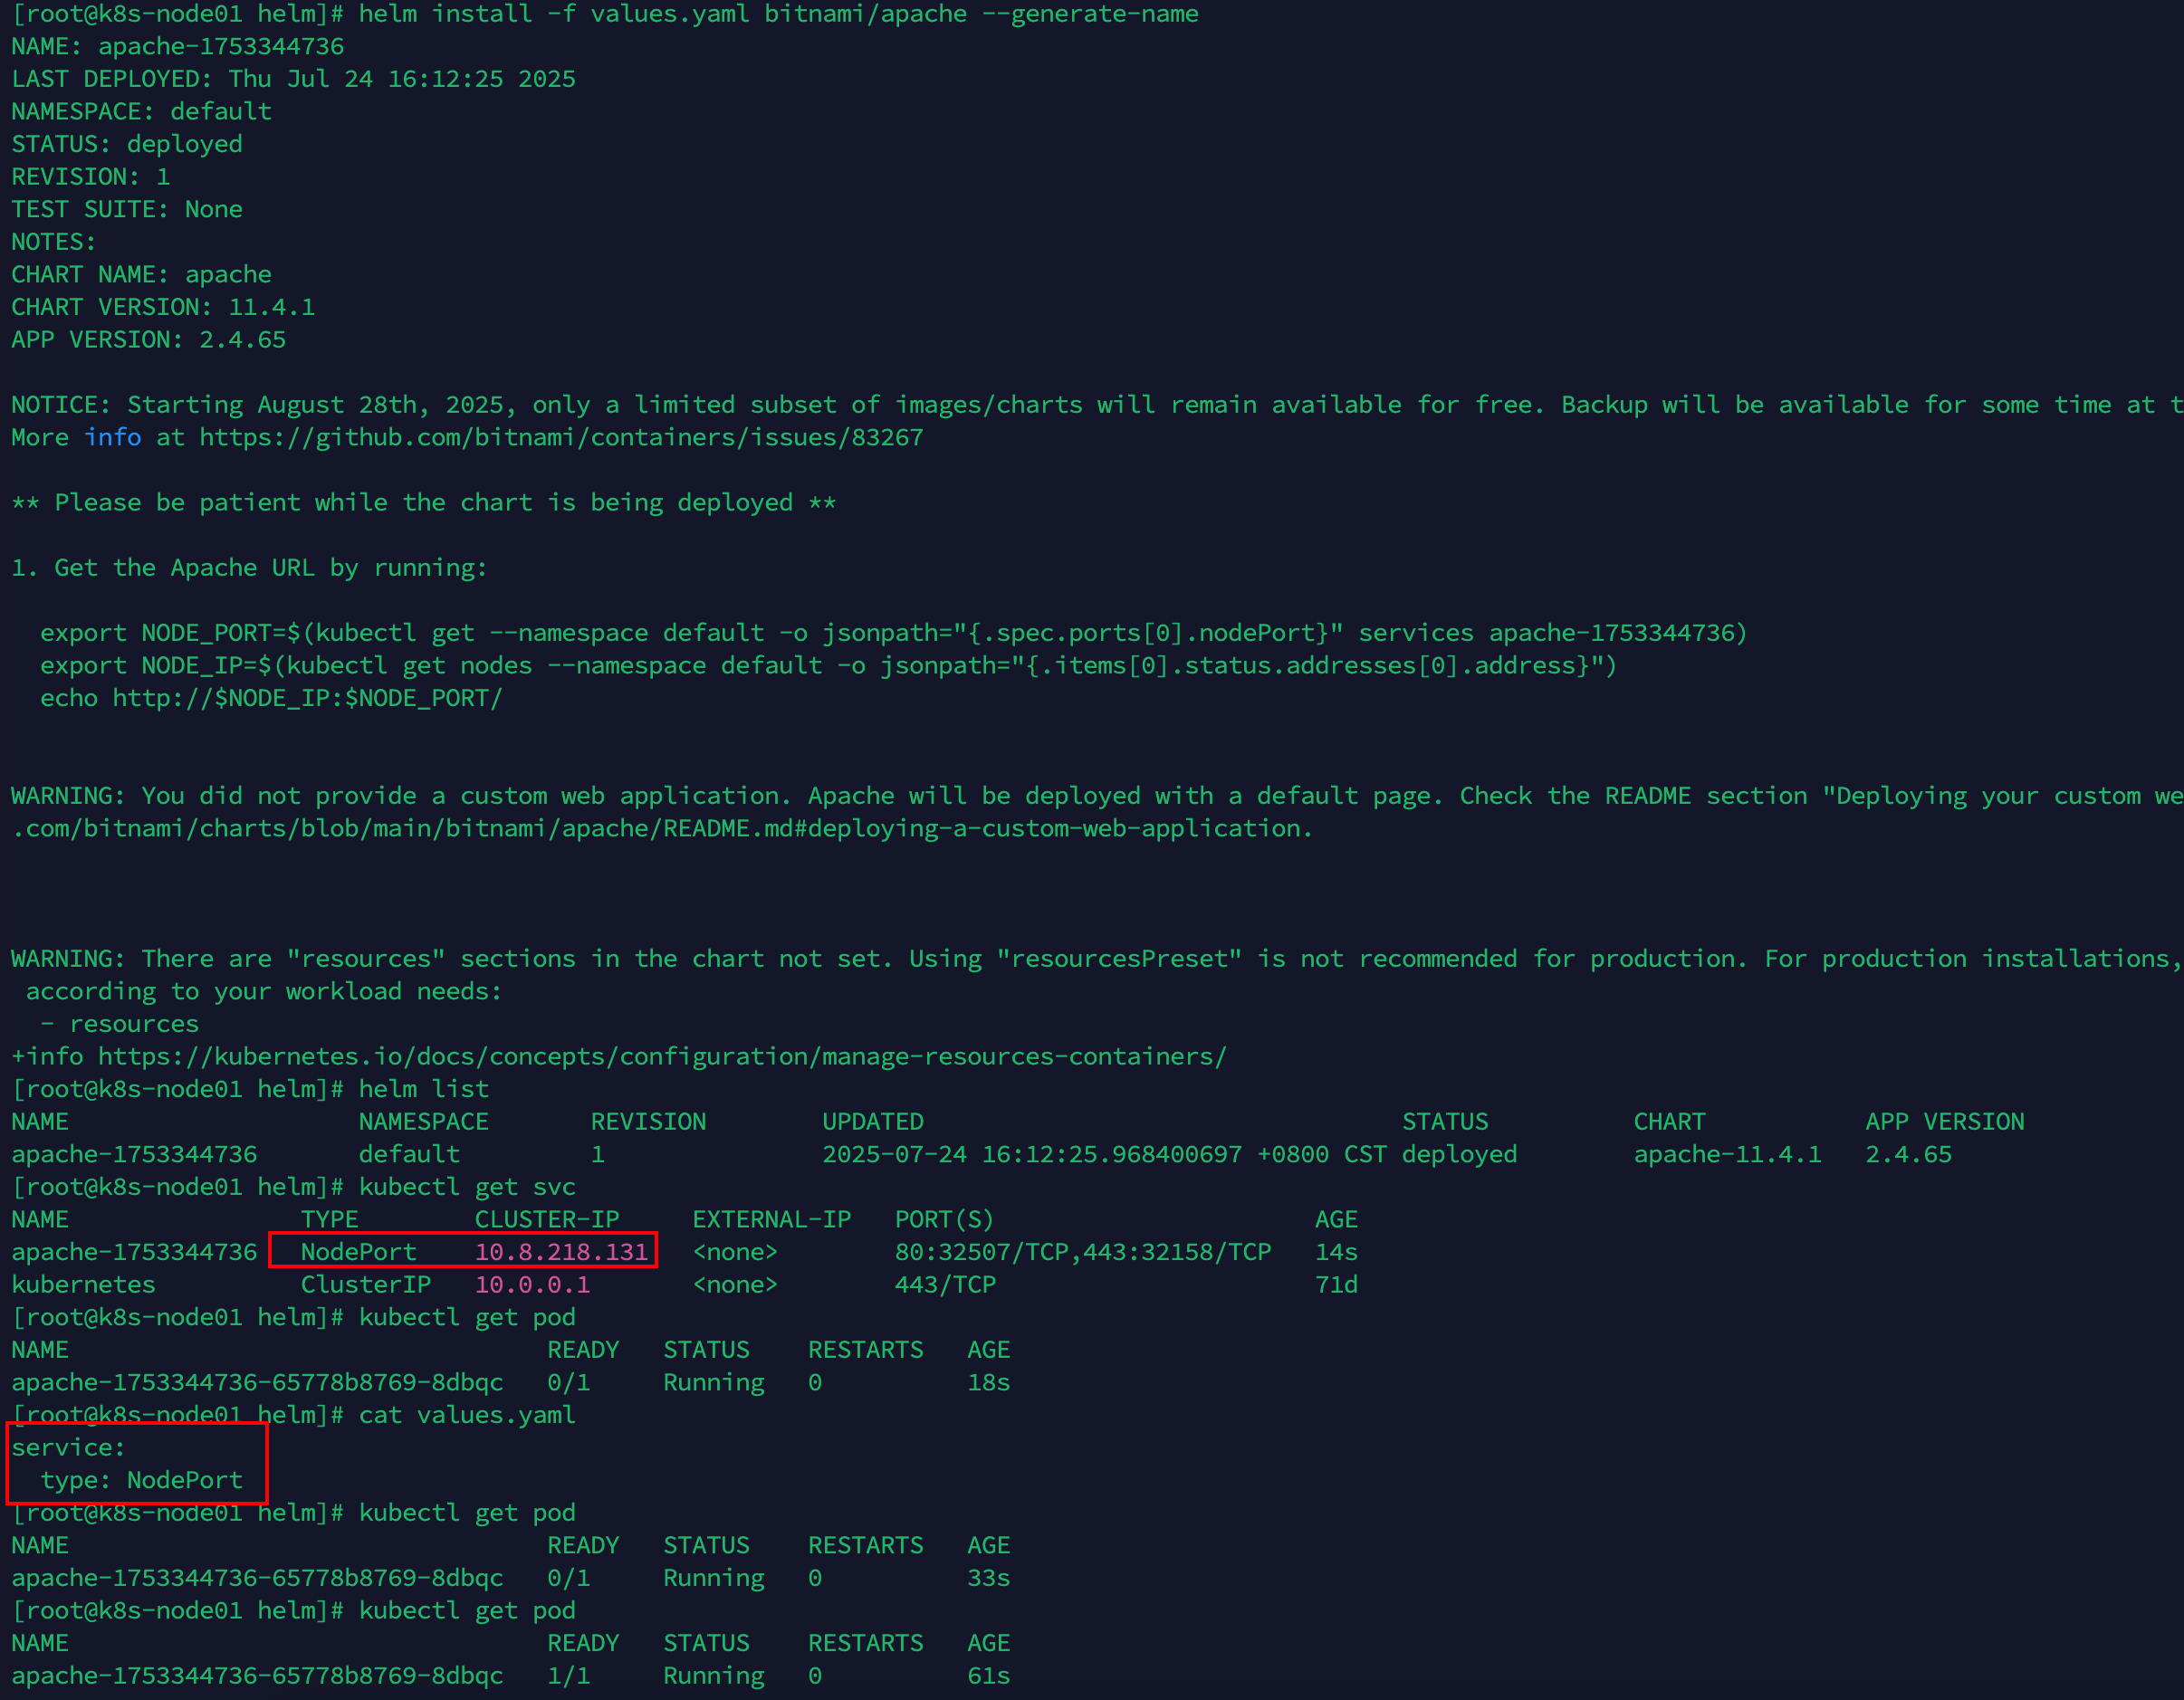 [root@k8s-node01 helm]# helm install -f values.yaml bitnami/apache --generate-name
NAME: apache-1753344736
LAST DEPLOYED: Thu Jul 24 16:12:25 2025
NAMESPACE: default
STATUS: deployed
REVISION: 1
TEST SUITE: None
NOTES:
CHART NAME: apache
CHART VERSION: 11.4.1
APP VERSION: 2.4.65
NOTICE: Starting August 28th, 2025, only a limited subset of images/charts will remain available for free. Backup will be available for some time at t
More info at https://github.com/bitnami/containers/issues/83267
** Please be patient while the chart is being deployed **
1. Get the Apache URL by running:
  export NODE_PORT=$(kubectl get --namespace default -o jsonpath="{.spec.ports[0].nodePort}" services apache-1753344736)
  export NODE_IP=$(kubectl get nodes --namespace default -o jsonpath="{.items[0].status.addresses[0].address}")
  echo http://$NODE_IP:$NODE_PORT/
WARNING: You did not provide a custom web application. Apache will be deployed with a default page. Check the README section "Deploying your custom we
.com/bitnami/charts/blob/main/bitnami/apache/README.md#deploying-a-custom-web-application.
WARNING: There are "resources" sections in the chart not set. Using "resourcesPreset" is not recommended for production. For production installations,
 according to your workload needs:
  - resources
+info https://kubernetes.io/docs/concepts/configuration/manage-resources-containers/
[root@k8s-node01 helm]# helm list
NAME                    NAMESPACE       REVISION        UPDATED                                 STATUS          CHART           APP VERSION
apache-1753344736       default         1               2025-07-24 16:12:25.968400697 +0800 CST deployed        apache-11.4.1   2.4.65
[root@k8s-node01 helm]# kubectl get svc
NAME                TYPE        CLUSTER-IP     EXTERNAL-IP   PORT(S)                      AGE
apache-1753344736   NodePort    10.8.218.131   <none>        80:32507/TCP,443:32158/TCP   14s
kubernetes          ClusterIP   10.0.0.1       <none>        443/TCP                      71d
[root@k8s-node01 helm]# kubectl get pod
NAME                                 READY   STATUS    RESTARTS   AGE
apache-1753344736-65778b8769-8dbqc   0/1     Running   0          18s
[root@k8s-node01 helm]# cat values.yaml
service:
  type: NodePort
[root@k8s-node01 helm]# kubectl get pod
NAME                                 READY   STATUS    RESTARTS   AGE
apache-1753344736-65778b8769-8dbqc   0/1     Running   0          33s
[root@k8s-node01 helm]# kubectl get pod
NAME                                 READY   STATUS    RESTARTS   AGE
apache-1753344736-65778b8769-8dbqc   1/1     Running   0          61s